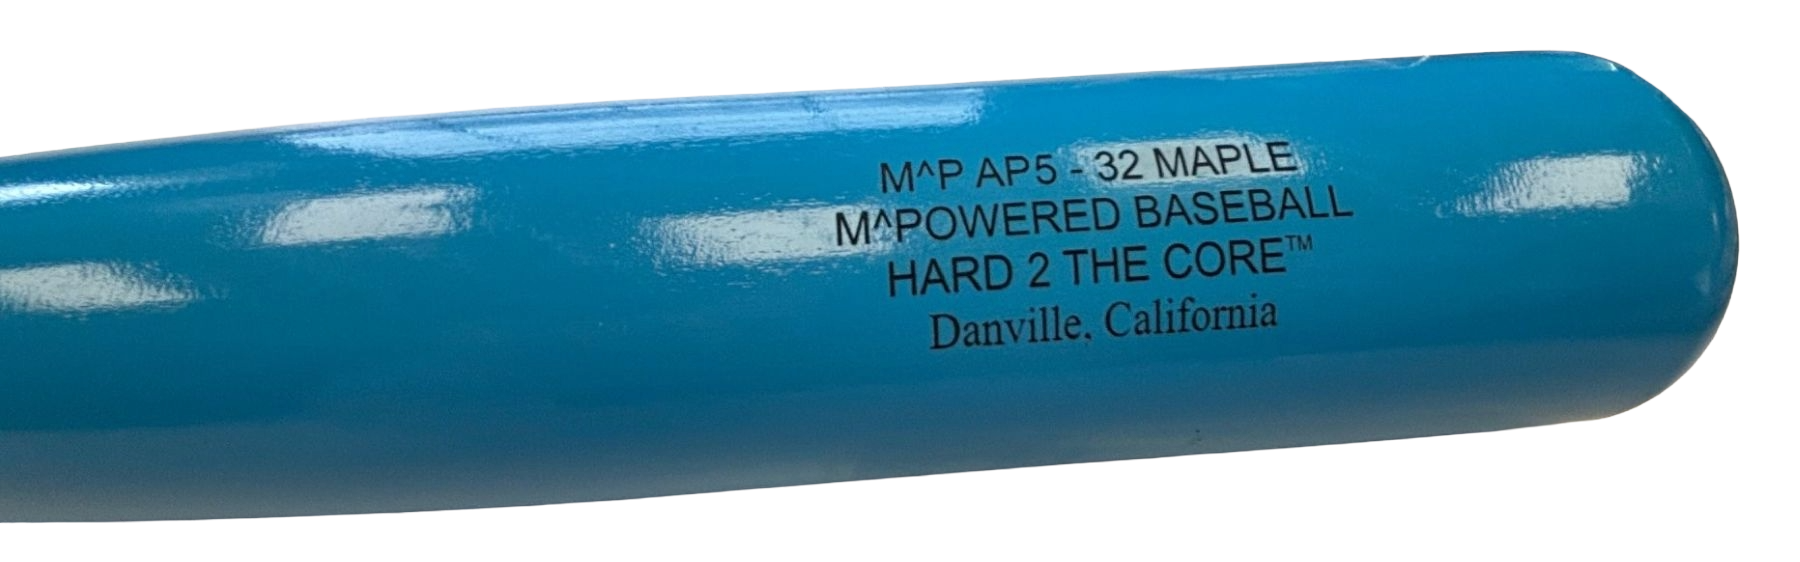 M^P AP5 - 32 MAPLE
M^POWERED BASEBALL
HARD 2 THE CORE™
Danville, California